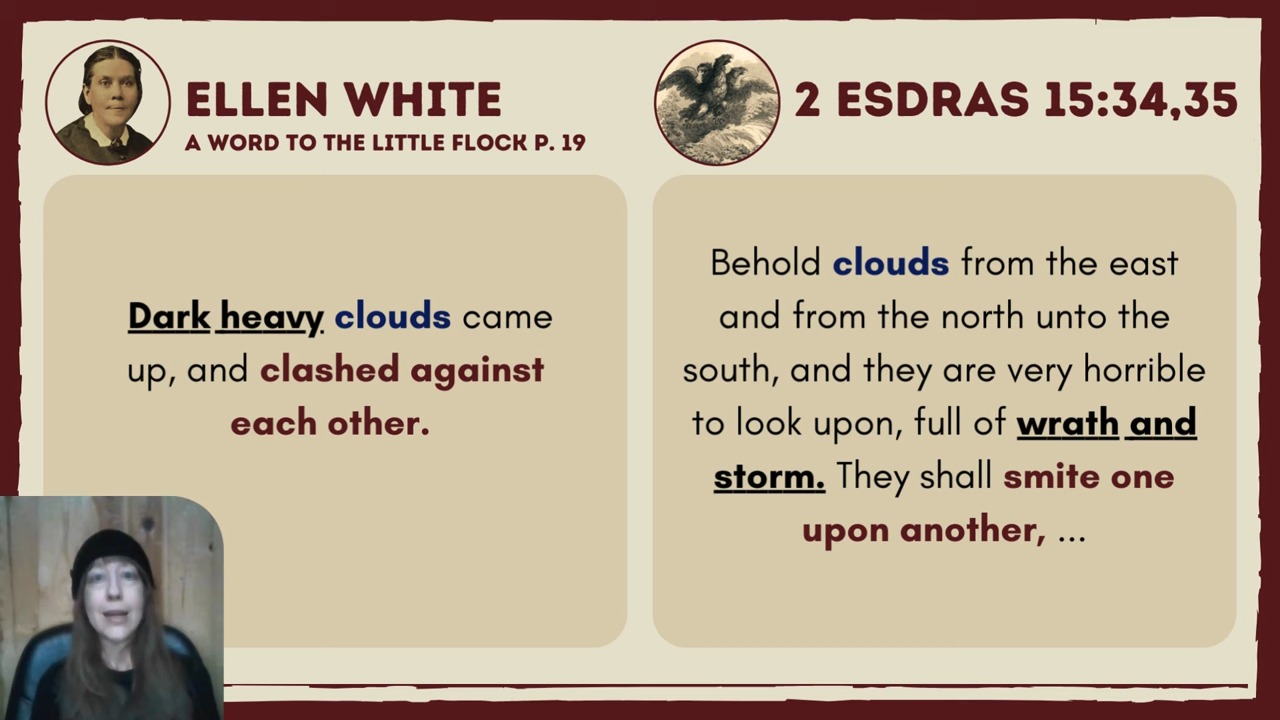 ELLEN WHITE
A WORD TO THE LITTLE FLOCK P. 19
Dark heavy clouds came
up, and clashed against
each other.
2 ESDRAS 15:34,35
Behold clouds from the east
and from the north unto the
south, and they are very horrible
to look upon, full of wrath and
storm. They shall smite one
upon another, ...